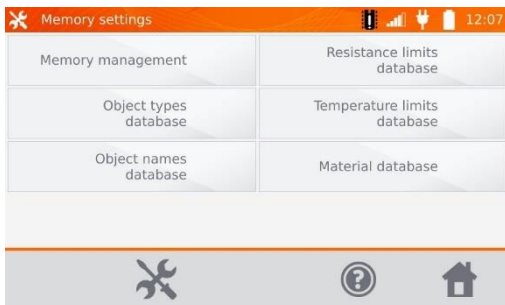 Memory settings
12:07
Memory management
Resistance limits
database
Object types
database
Temperature limits
database
Object names
database
Material database